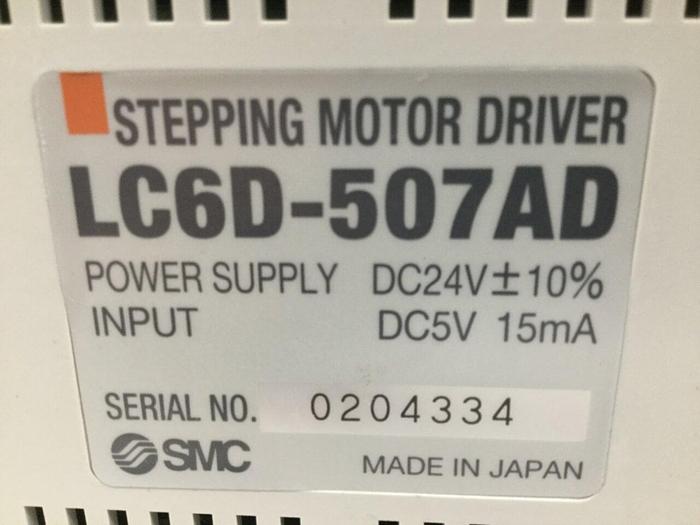 STEPPING MOTOR DRIVER
LC6D-507AD
POWER SUPPLY DC24V±10%
INPUT DC5V 15mA
SERIAL NO. 0204334
SMC MADE IN JAPAN